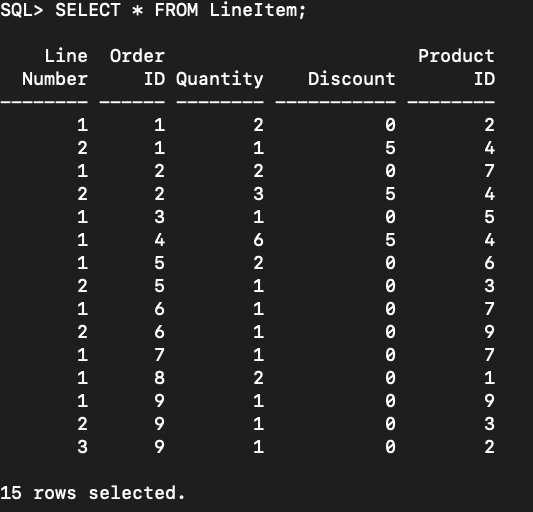 SQL> SELECT * FROM LineItem;
    Line  Order                      Product
  Number     ID Quantity    Discount      ID
-------- ------ -------- ----------- --------
       1      1        2           0        2
       2      1        1           5        4
       1      2        2           0        7
       2      2        3           5        4
       1      3        1           0        5
       1      4        6           5        4
       1      5        2           0        6
       2      5        1           0        3
       1      6        1           0        7
       2      6        1           0        9
       1      7        1           0        7
       1      8        2           0        1
       1      9        1           0        9
       2      9        1           0        3
       3      9        1           0        2
15 rows selected.